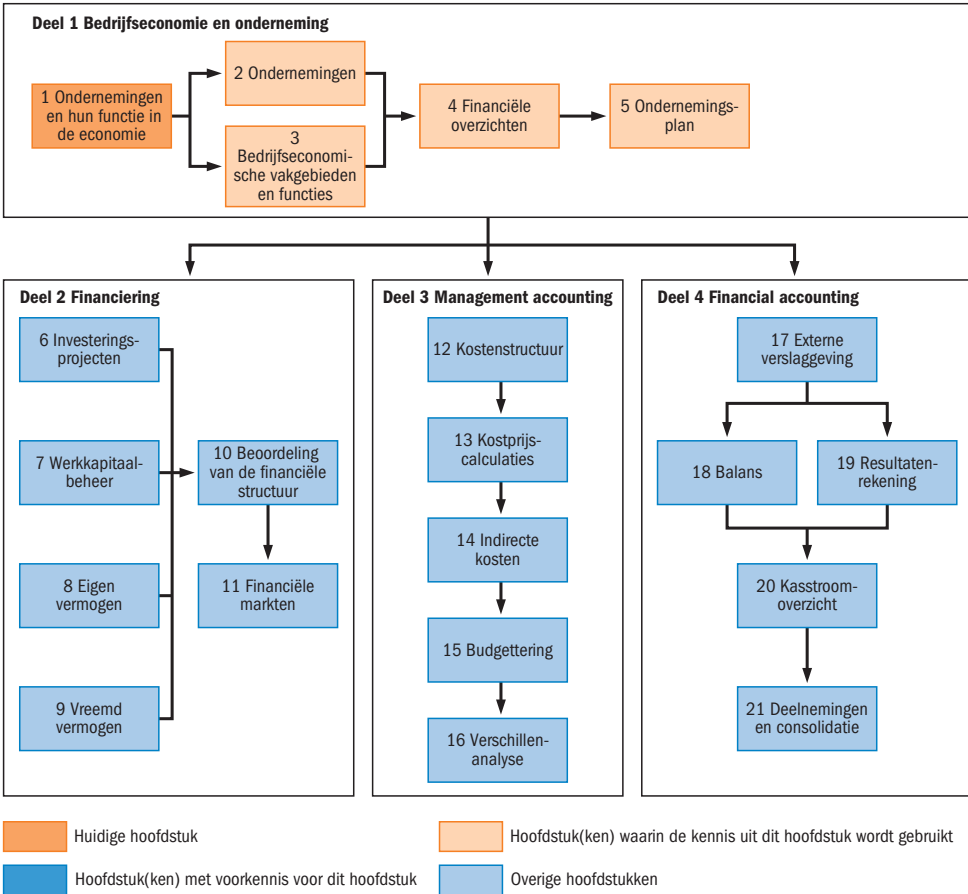 Deel 1 Bedrijfseconomie en onderneming
1 Ondernemingen
en hun functie in
de economie
2 Ondernemingen
3
Bedrijfseconomi-
sche vakgebieden
en functies
4 Financiële
overzichten
5 Ondernemings-
plan
Deel 2 Financiering
6 Investerings-
projecten
7 Werkkapitaal-
beheer
8 Eigen
vermogen
9 Vreemd
vermogen
10 Beoordeling
van de financiële
structuur
11 Financiële
markten
Deel 3 Management accounting
12 Kostenstructuur
13 Kostprijs-
calculaties
14 Indirecte
kosten
15 Budgettering
16 Verschillen-
analyse
Deel 4 Financial accounting
17 Externe
verslaggeving
18 Balans
19 Resultaten-
rekening
20 Kasstroom-
overzicht
21 Deelnemingen
en consolidatie
Huidige hoofdstuk
Hoofdstuk(ken) waarin de kennis uit dit hoofdstuk wordt gebruikt
Hoofdstuk(ken) met voorkennis voor dit hoofdstuk
Overige hoofdstukken